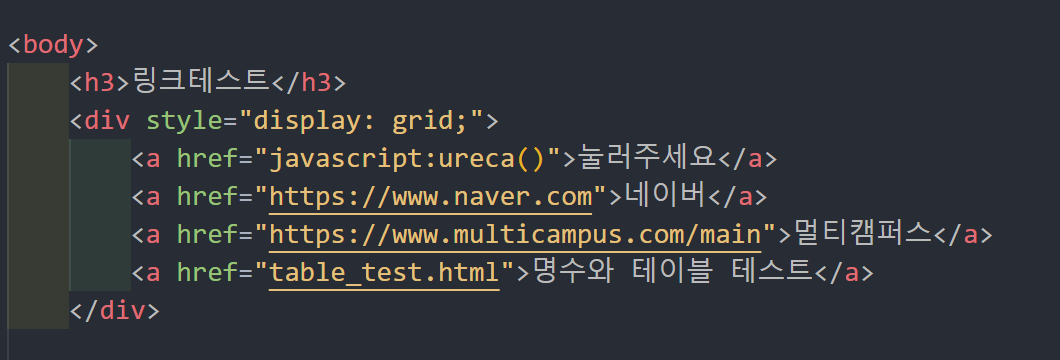 <body>
<h3>링크테스트</h3>
<div style="display: grid;">
<a href="javascript:ureca()">눌러주세요</a>
<a href="https://www.naver.com">네이버</a>
<a href="https://www.multicampus.com/main">멀티캠퍼스</a>
<a href="table_test.html">명수와 테이블 테스트</a>
</div>